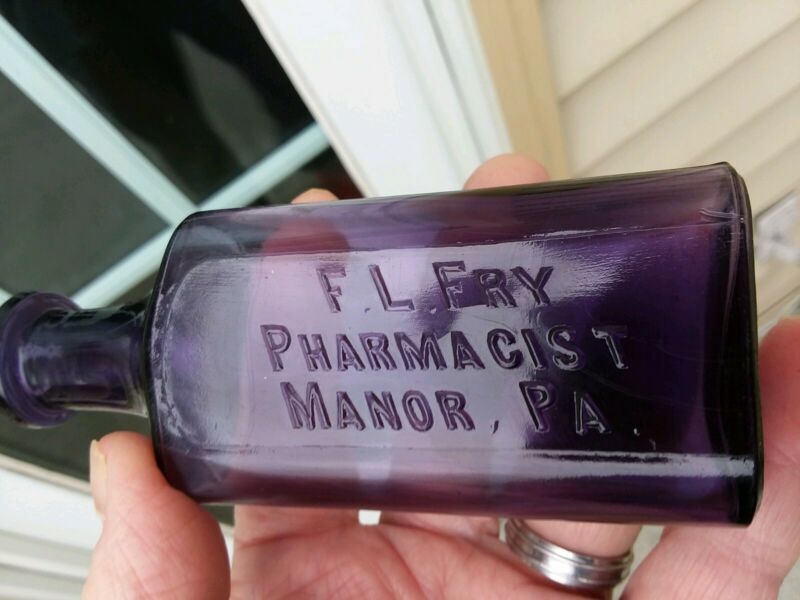 F. L. FRY
PHARMACIST
MANOR, PA.